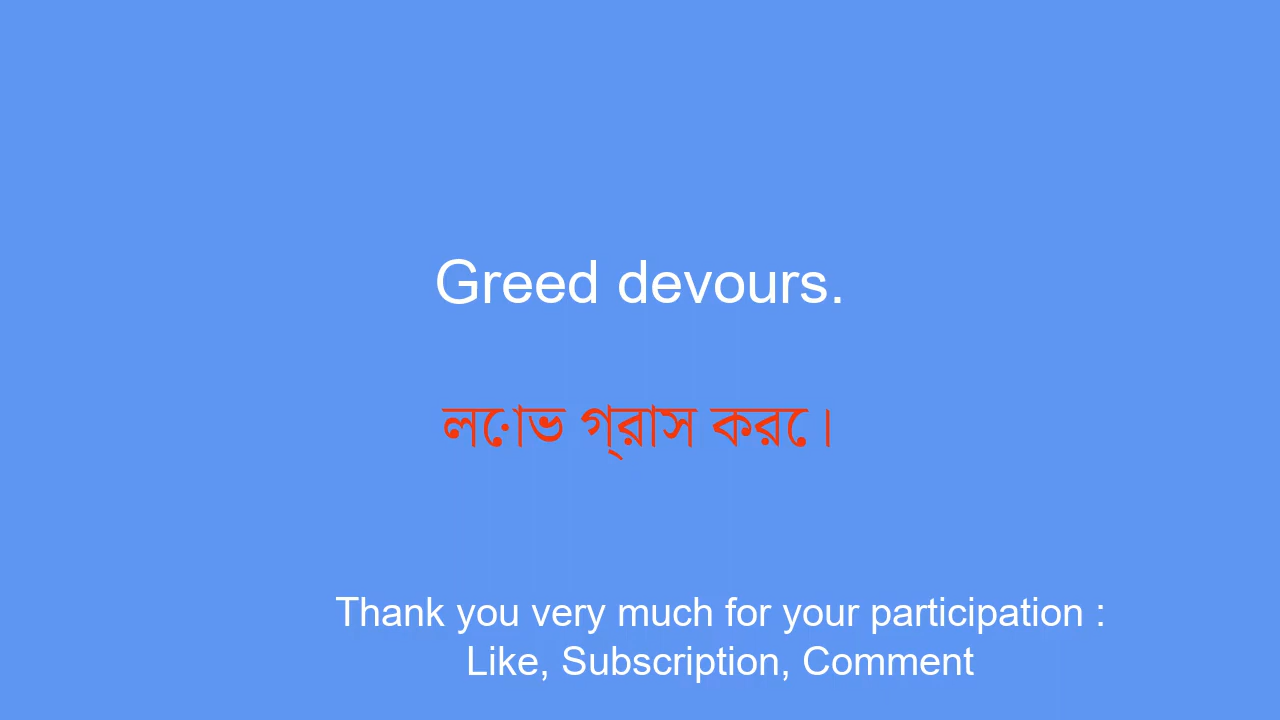 Greed devours.
লোভ গ্রাস করে।
Thank you very much for your participation :
Like, Subscription, Comment